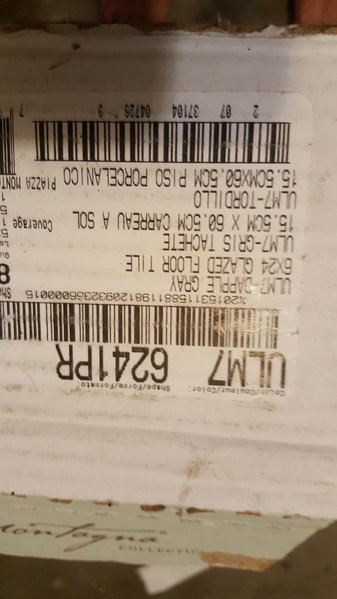 Color/Couleur/Color: Shape/Forme/Formato:
ULM7 6241PR
ULM7-DAPPLE GRAY
6X24 GLAZED FLOOR TILE
ULM7-GRIS TACHETE
15.5CM X 60.5CM CARREAU A SOL
Coverage
ULM7-TORDILLO
15.5CMX60.5CM PISO PORCELANICO PIAZZA MONT
2 07 37104 04726 9 7
Montagna
COLLECTI